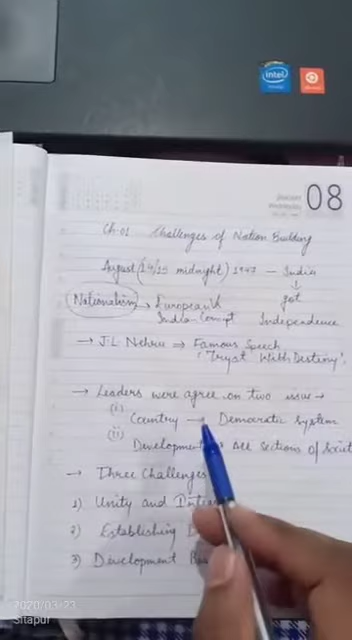 intel
08
Ch-01 Challenges of Nation Building
August (14/15 midnight) 1947 - India
↓
got
Independence
Nationalism → European
India Concept
→ J.L Nehru ⇒ Famous Speech
"Tryst With Destiny"
→ Leaders were agree on two issue →
(i) Country → Democratic System
(ii) Development → All sections of Societ
→ Three Challenges
1) Unity and
2) Establishing
3) Development
2020/03/23
Sitapur